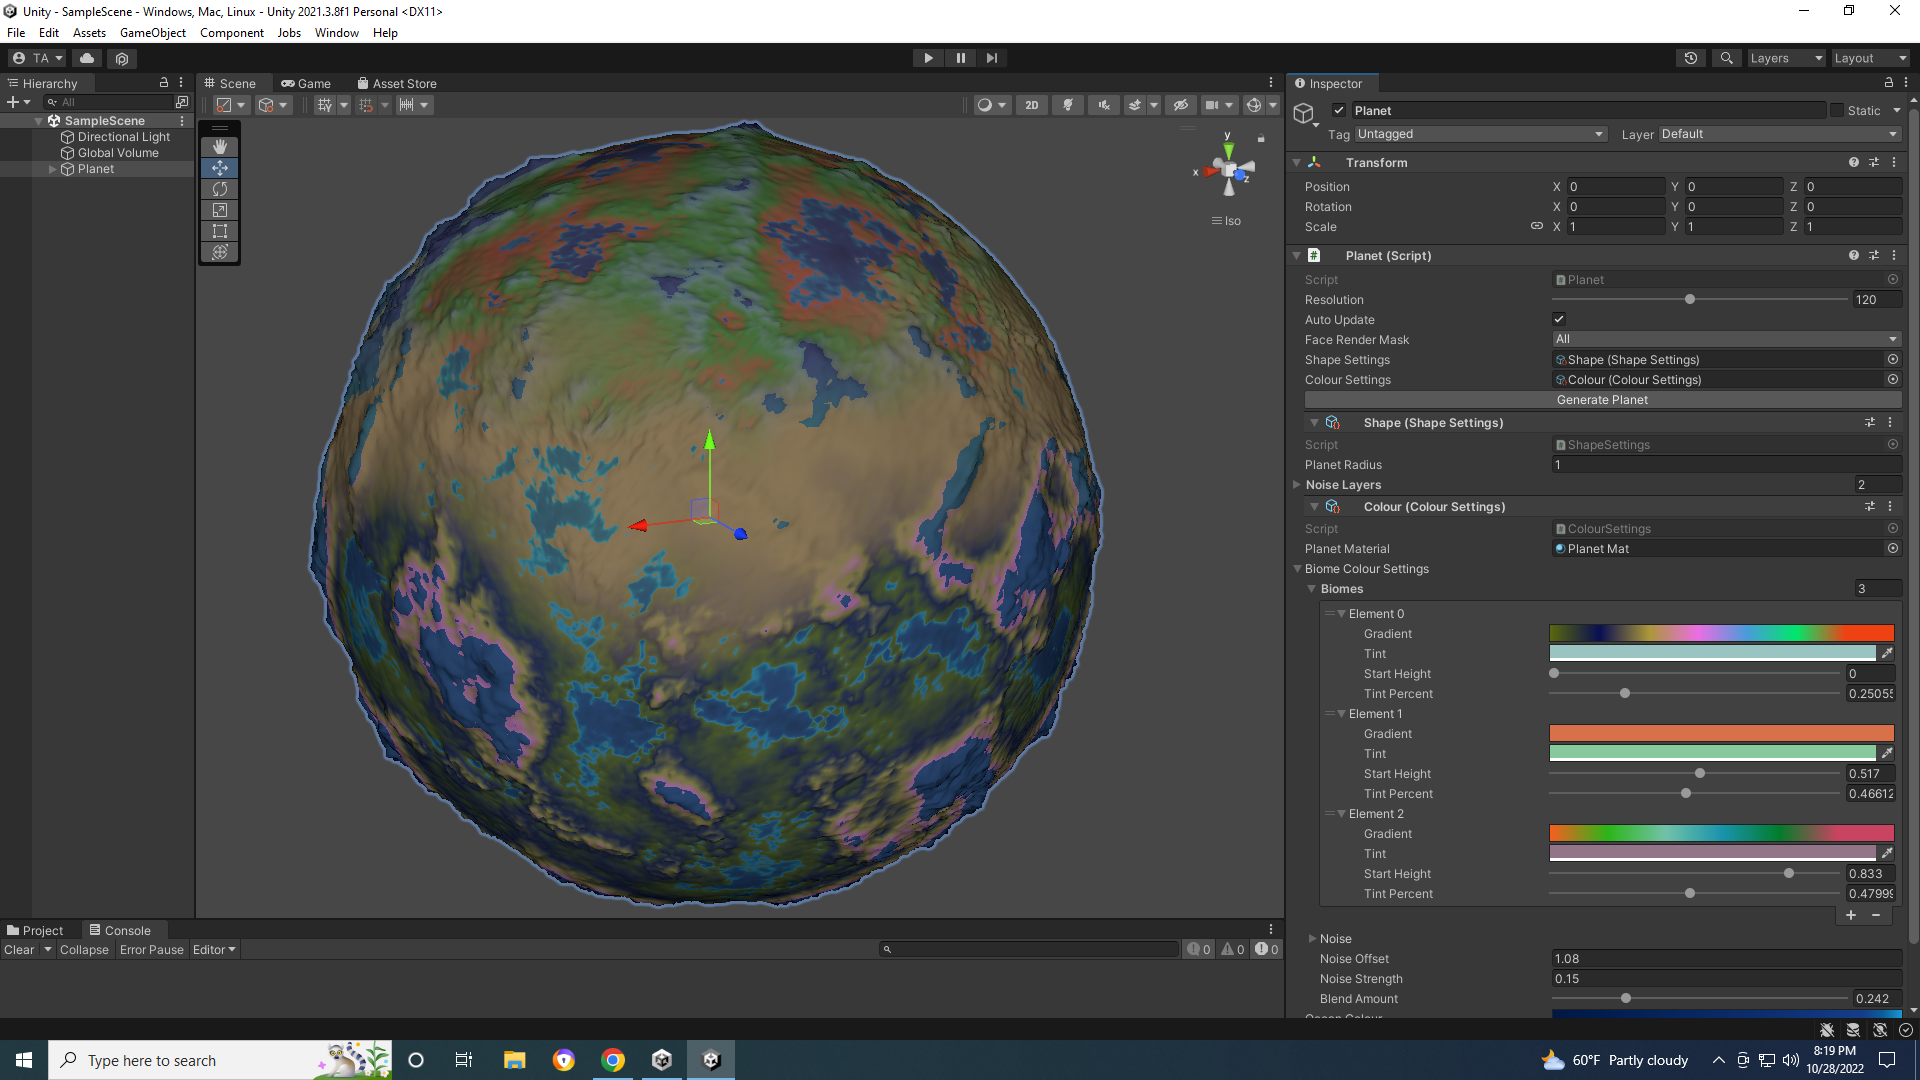 Unity - SampleScene - Windows, Mac, Linux - Unity 2021.3.8f1 Personal <DX11>
File Edit Assets GameObject Component Jobs Window Help
TA Layers Layout
Hierarchy
All
SampleScene
Directional Light
Global Volume
Planet
Scene Game Asset Store
2D
y
x
z
Iso
Inspector
Planet Static
Tag Untagged Layer Default
Transform
Position X 0 Y 0 Z 0
Rotation X 0 Y 0 Z 0
Scale X 1 Y 1 Z 1
# Planet (Script)
Script Planet
Resolution 120
Auto Update
Face Render Mask All
Shape Settings Shape (Shape Settings)
Colour Settings Colour (Colour Settings)
Generate Planet
Shape (Shape Settings)
Script ShapeSettings
Planet Radius 1
Noise Layers 2
Colour (Colour Settings)
Script ColourSettings
Planet Material Planet Mat
Biome Colour Settings
Biomes 3
Element 0
Gradient
Tint
Start Height 0
Tint Percent 0.25055
Element 1
Gradient
Tint
Start Height 0.517
Tint Percent 0.46612
Element 2
Gradient
Tint
Start Height 0.833
Tint Percent 0.47999
Noise
Noise Offset 1.08
Noise Strength 0.15
Blend Amount 0.242
Ocean Colour
Project Console
Clear Collapse Error Pause Editor 0 0 0
Type here to search
60°F Partly cloudy
8:19 PM
10/28/2022